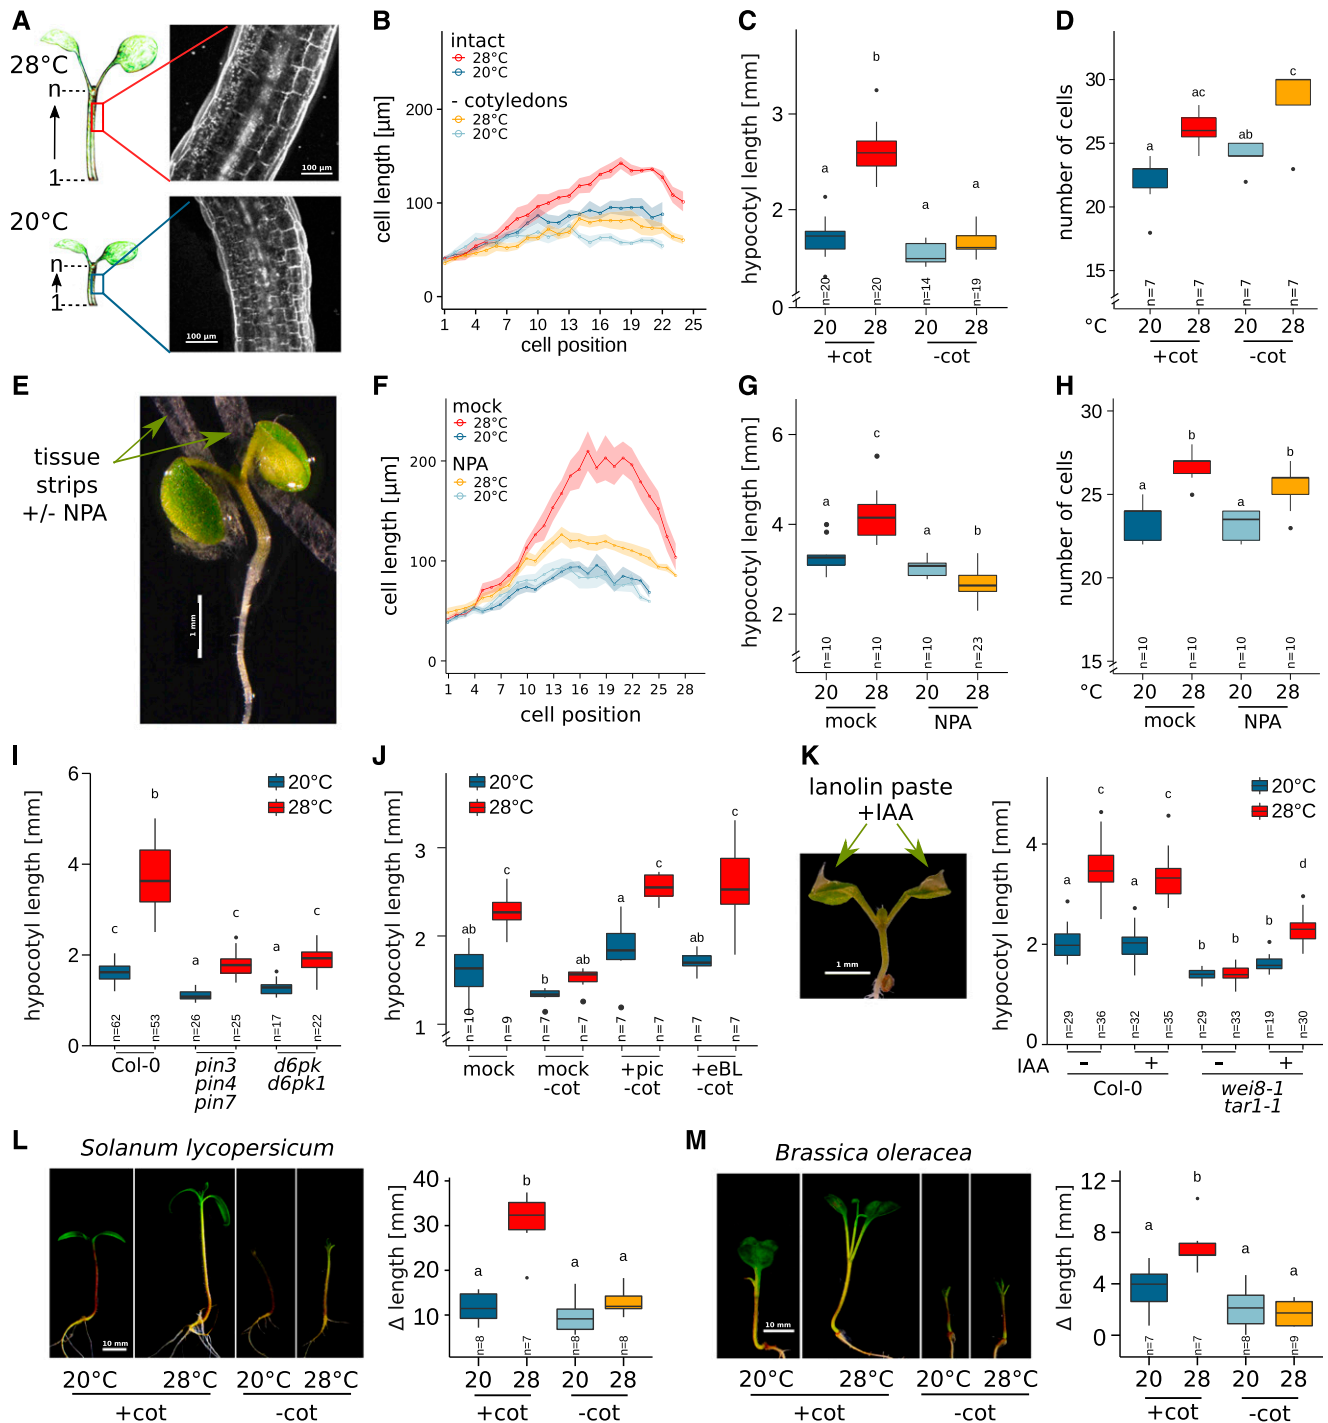 A
28°C
n
1
100 µm
20°C
n
1
100 µm
B
intact
28°C
20°C
- cotyledons
28°C
20°C
cell length [µm]
200
100
0
1 4 7 10 13 16 19 22 25
cell position
C
hypocotyl length [mm]
3
2
0
a b a a
n=20 n=20 n=14 n=19
20 28 20 28
+cot -cot
D
number of cells
30
25
20
15
a ac ab c
n=7 n=7 n=7 n=7
°C 20 28 20 28
+cot -cot
E
tissue
strips
+/- NPA
1 mm
F
mock
28°C
20°C
NPA
28°C
20°C
cell length [µm]
200
100
0
1 4 7 10 13 16 19 22 25 28
cell position
G
hypocotyl length [mm]
6
4
2
a c a b
n=10 n=10 n=10 n=23
20 28 20 28
mock NPA
H
number of cells
30
25
22
15
a b a b
n=10 n=10 n=10 n=10
°C 20 28 20 28
mock NPA
I
hypocotyl length [mm]
6
4
2
0
20°C
28°C
c b a c a c
n=62 n=53 n=26 n=25 n=17 n=22
Col-0 pin3 d6pk
pin4 d6pk1
pin7
J
hypocotyl length [mm]
3
2
1
20°C
28°C
ab c b ab a c ab c
n=10 n=9 n=7 n=7 n=7 n=7 n=7 n=7
mock mock +pic +eBL
-cot -cot -cot
K
lanolin paste
+IAA
1 mm
hypocotyl length [mm]
4
2
0
20°C
28°C
a c a c b b b d
n=29 n=36 n=32 n=35 n=29 n=33 n=19 n=30
IAA - + - +
Col-0 wei8-1
tar1-1
L
Solanum lycopersicum
10 mm
20°C 28°C 20°C 28°C
+cot -cot
Δ length [mm]
40
30
20
10
a b a a
n=8 n=7 n=8 n=8
20 28 20 28
+cot -cot
M
Brassica oleracea
10 mm
20°C 28°C 20°C 28°C
+cot -cot
Δ length [mm]
12
8
4
0
a b a a
n=7 n=7 n=8 n=9
20 28 20 28
+cot -cot